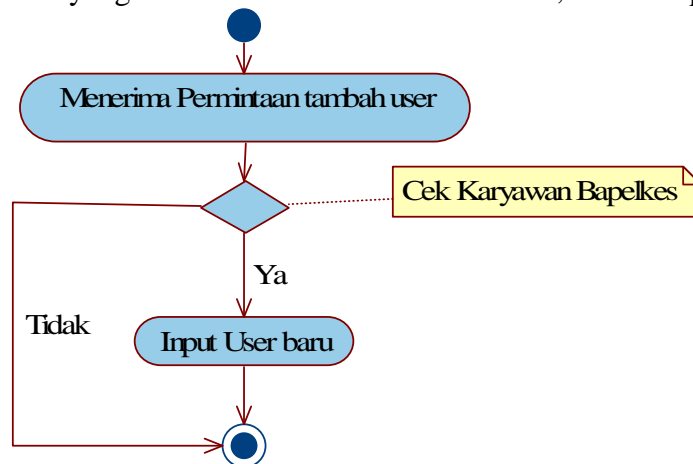 Menerima Permintaan tambah user
Cek Karyawan Bapelkes
Ya
Tidak
Input User baru